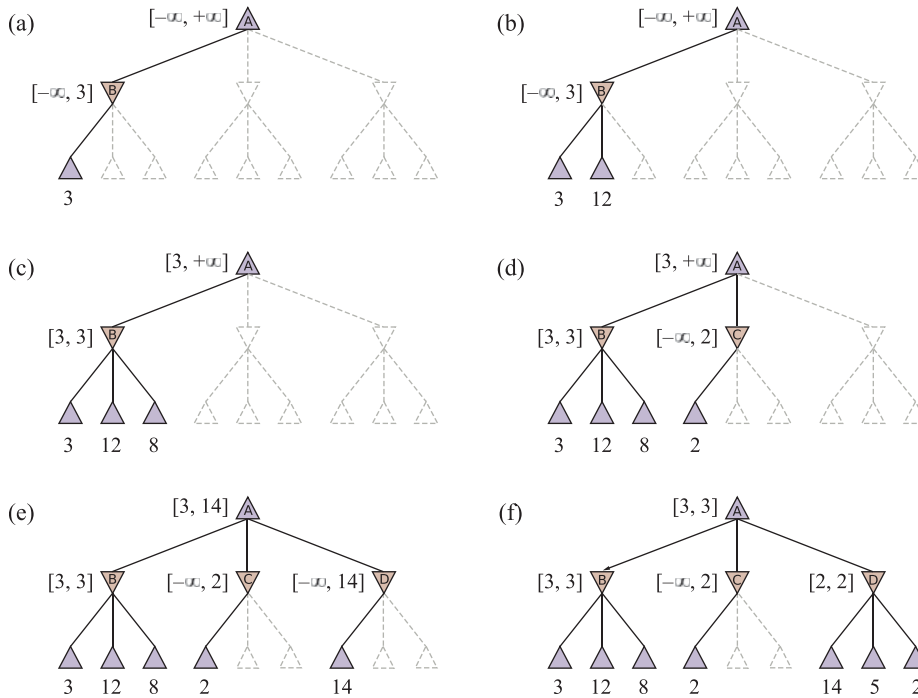 (a) [−∞, +∞] A
[−∞, 3] B
3
(b) [−∞, +∞] A
[−∞, 3] B
3 12
(c) [3, +∞] A
[3, 3] B
3 12 8
(d) [3, +∞] A
[3, 3] B [−∞, 2] C
3 12 8 2
(e) [3, 14] A
[3, 3] B [−∞, 2] C [−∞, 14] D
3 12 8 2 14
(f) [3, 3] A
[3, 3] B [−∞, 2] C [2, 2] D
3 12 8 2 14 5 2